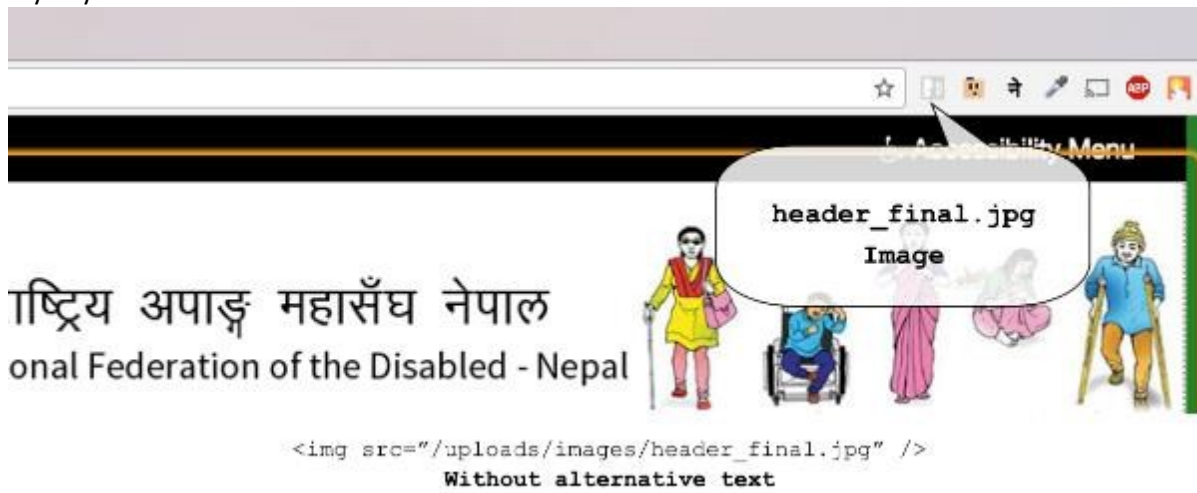 ने
ABP
Accessibility Menu
header_final.jpg
Image
ाष्ट्रिय अपाङ्ग महासँघ नेपाल
onal Federation of the Disabled - Nepal
<img src="/uploads/images/header_final.jpg" />
Without alternative text